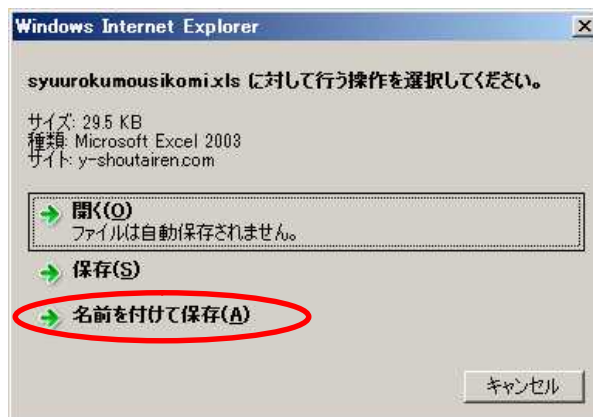 Windows Internet Explorer
syuurokumousikomi.xls に対して行う操作を選択してください。
サイズ: 29.5 KB
種類: Microsoft Excel 2003
サイト: y-shoutairen.com
開く(O)
ファイルは自動保存されません。
保存(S)
名前を付けて保存(A)
キャンセル